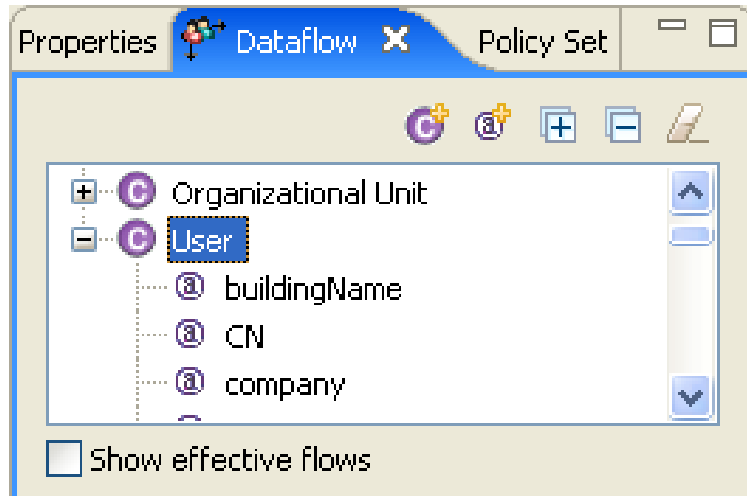 Properties Dataflow Policy Set
Organizational Unit
User
buildingName
CN
company
Show effective flows